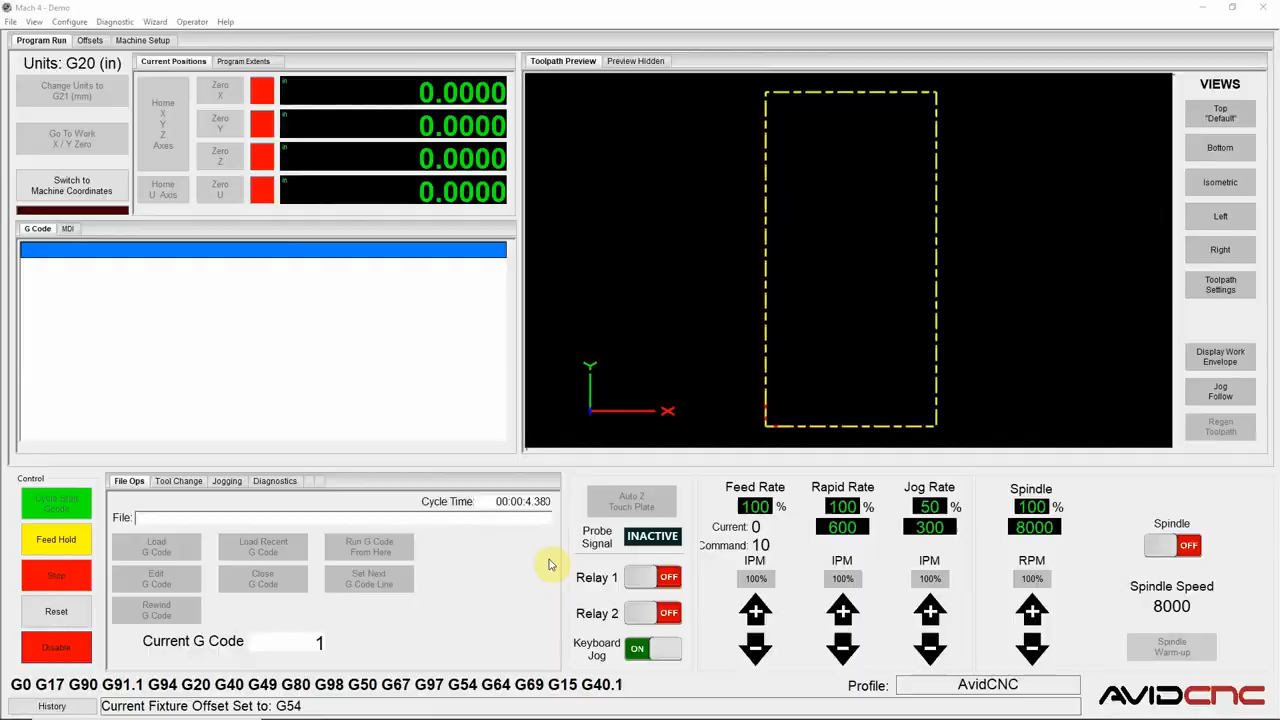 Mach 4 - Demo
File View Configure Diagnostic Wizard Operator Help
Program Run Offsets Machine Setup
Units: G20 (in)
Change Units to
G21 (mm)
Go To Work
X / Y Zero
Switch to
Machine Coordinates
Current Positions Program Extents
Home
X
Y
Z
Axes
Home
U Axis
Zero
X
in 0.0000
Zero
Y
in 0.0000
Zero
Z
in 0.0000
Zero
U
in 0.0000
G Code MDI
Toolpath Preview Preview Hidden
Y
X
VIEWS
Top
"Default"
Bottom
Isometric
Left
Right
Toolpath
Settings
Display Work
Envelope
Jog
Follow
Regen
Toolpath
Control
Cycle Start
Gcode
Feed Hold
Stop
Reset
Disable
File Ops Tool Change Jogging Diagnostics
Cycle Time: 00:00:4.380
File:
Load
G Code
Load Recent
G Code
Run G Code
From Here
Edit
G Code
Close
G Code
Set Next
G Code Line
Rewind
G Code
Current G Code 1
Auto Z
Touch Plate
Probe
Signal
INACTIVE
Relay 1 OFF
Relay 2 OFF
Keyboard
Jog
ON
Feed Rate
100 %
Current: 0
Command: 10
IPM
100%
Rapid Rate
100 %
600
IPM
100%
Jog Rate
50 %
300
IPM
100%
Spindle
100 %
8000
RPM
100%
Spindle
OFF
Spindle Speed
8000
Spindle
Warm-up
G0 G17 G90 G91.1 G94 G20 G40 G49 G80 G98 G50 G67 G97 G54 G64 G69 G15 G40.1
Profile: AvidCNC
AVIDCNC
History Current Fixture Offset Set to: G54